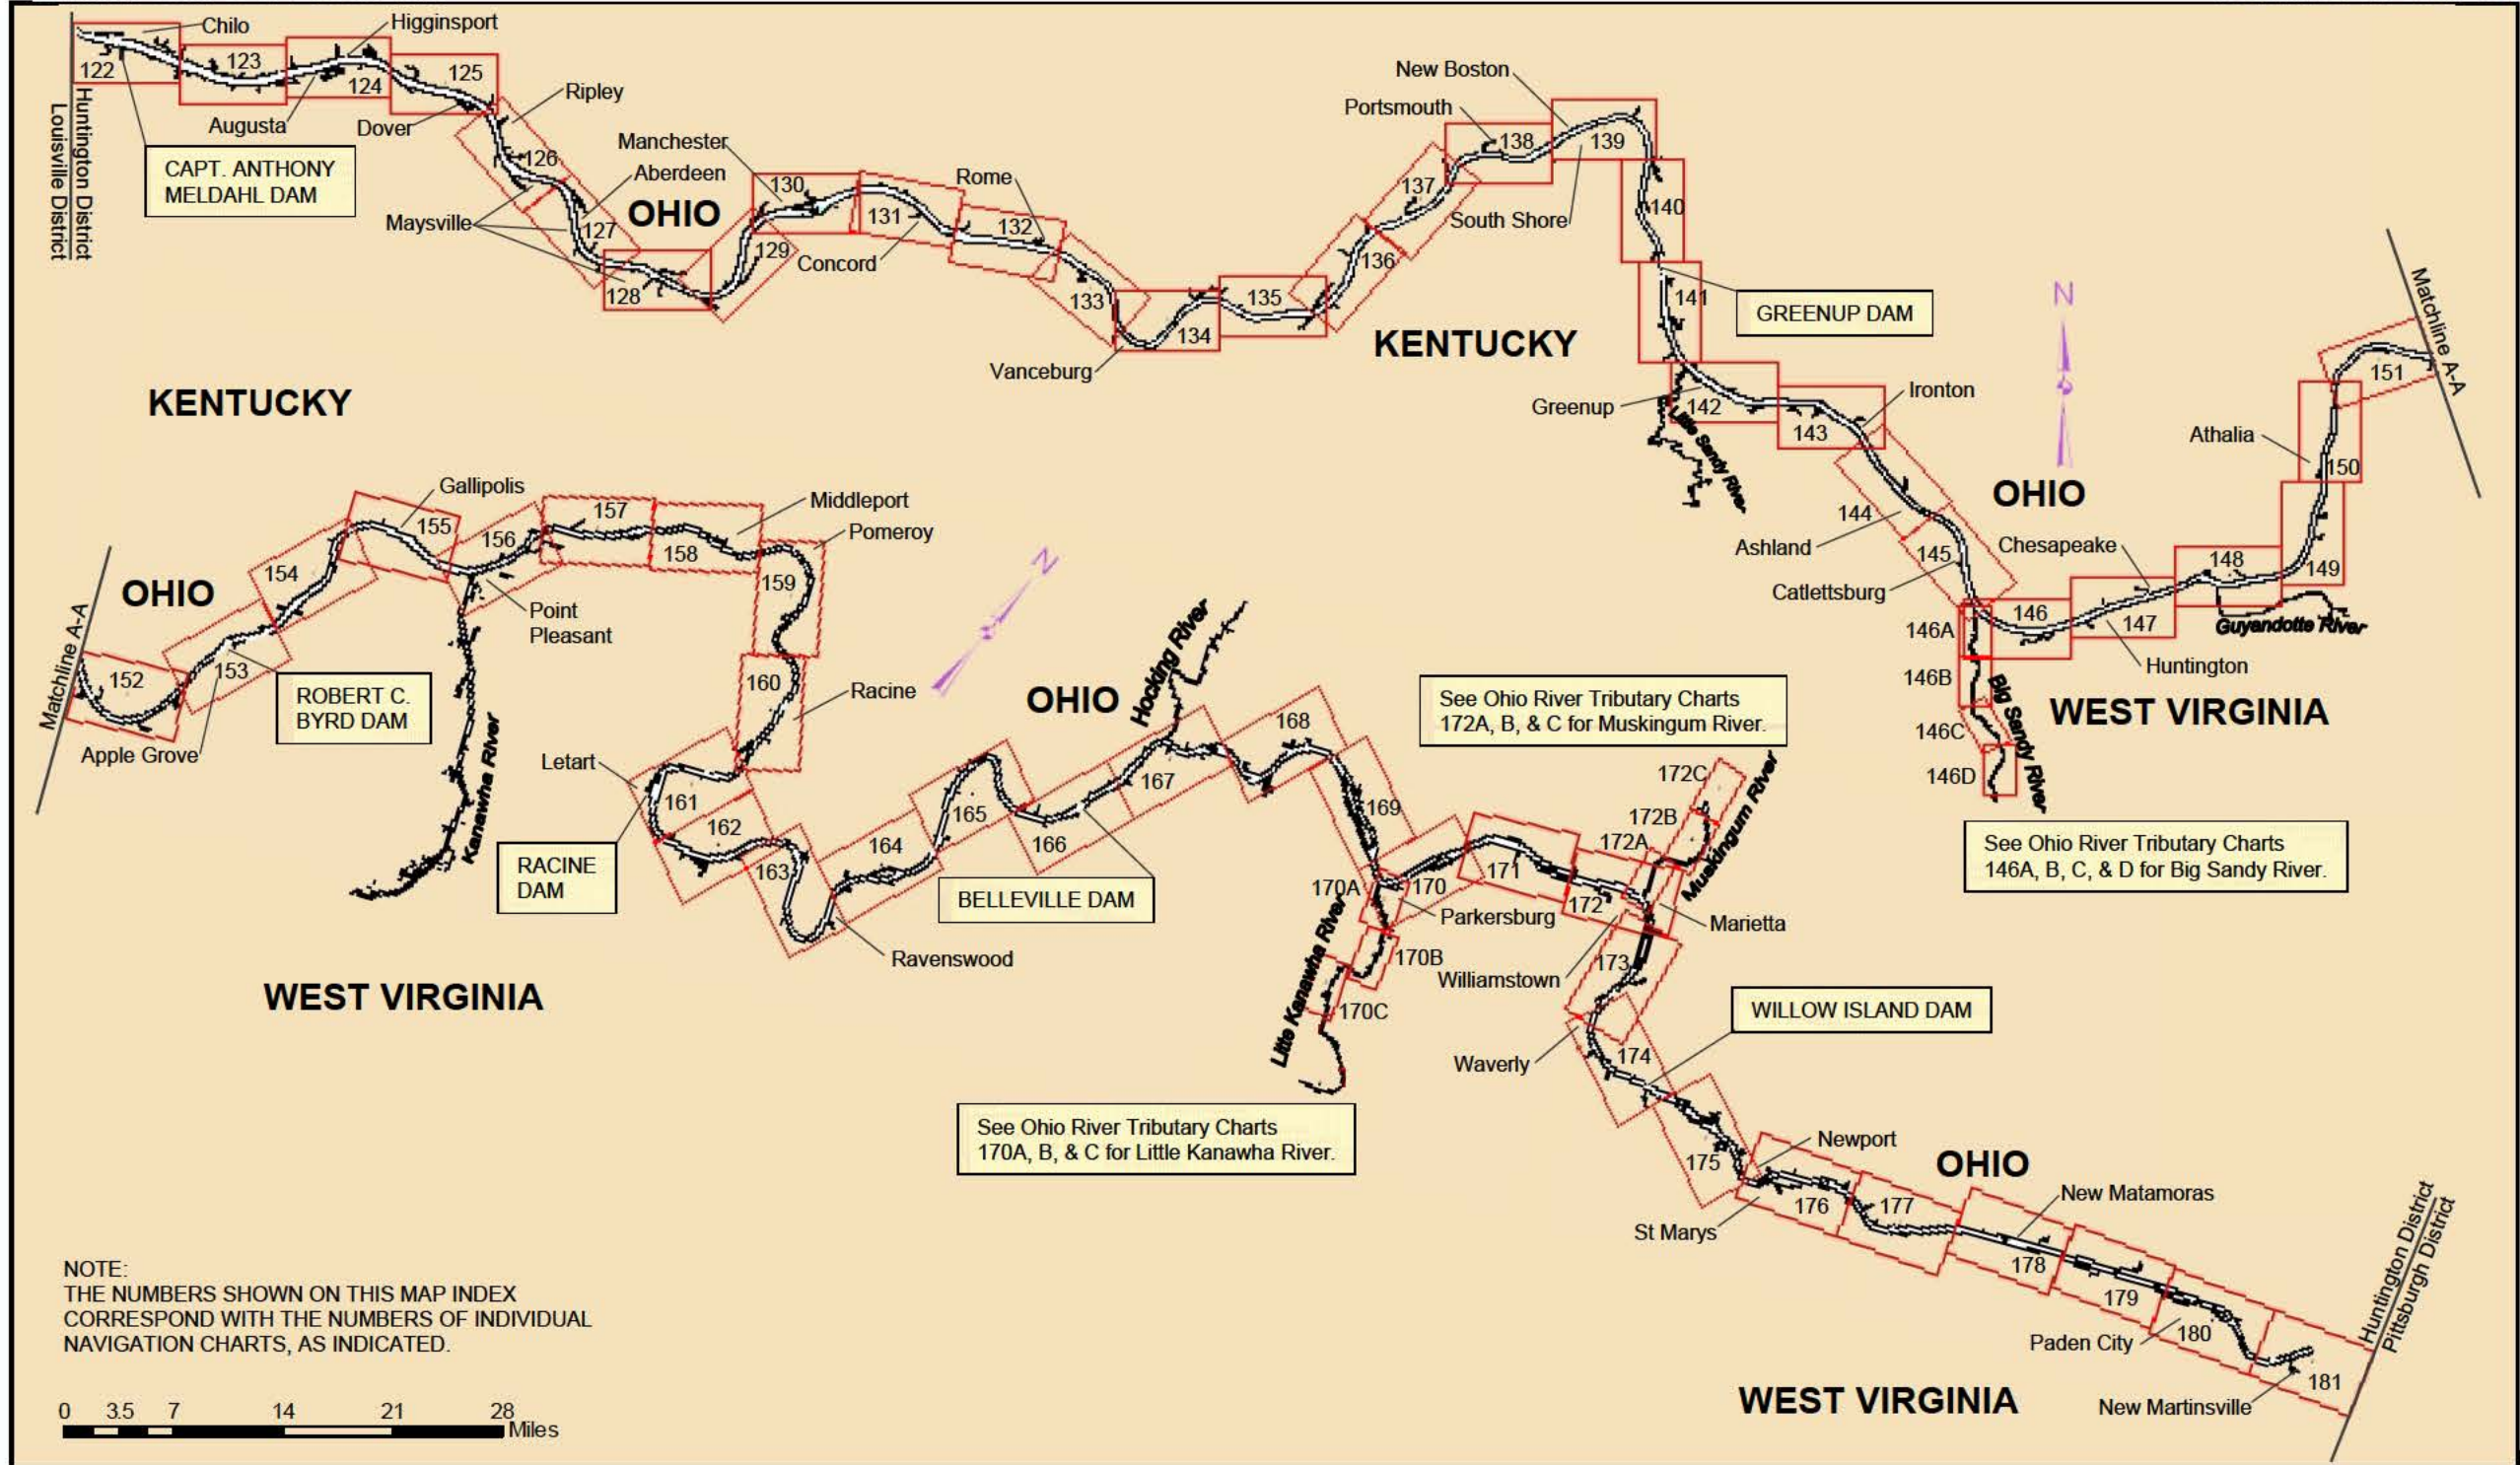 Chilo
Higginsport
122
123
124
125
Louisville District
Huntington District
Augusta
Dover
Ripley
CAPT. ANTHONY
MELDAHL DAM
126
Manchester
Aberdeen
Maysville
OHIO
127
128
129
130
131
Concord
Rome
132
133
134
135
Vanceburg
136
137
Portsmouth
New Boston
138
139
South Shore
140
141
GREENUP DAM
KENTUCKY
KENTUCKY
Greenup
142
Little Sandy River
143
Ironton
144
Ashland
145
Catlettsburg
OHIO
N
Chesapeake
146
147
148
149
150
151
Athalia
Matchline A-A
Guyandotte River
Huntington
146A
146B
146C
146D
Big Sandy River
WEST VIRGINIA
See Ohio River Tributary Charts
146A, B, C, & D for Big Sandy River.
Matchline A-A
OHIO
152
153
154
155
156
157
158
159
160
161
162
163
164
165
166
167
168
169
Gallipolis
Middleport
Pomeroy
Point
Pleasant
ROBERT C.
BYRD DAM
Apple Grove
Kanawha River
Racine
Letart
RACINE
DAM
N
OHIO
Hocking River
BELLEVILLE DAM
Ravenswood
WEST VIRGINIA
See Ohio River Tributary Charts
172A, B, & C for Muskingum River.
170A
170
171
172
172A
172B
172C
Muskingum River
Parkersburg
Marietta
170B
170C
Little Kanawha River
Williamstown
173
WILLOW ISLAND DAM
Waverly
174
175
See Ohio River Tributary Charts
170A, B, & C for Little Kanawha River.
Newport
OHIO
St Marys
176
177
New Matamoras
178
179
Paden City
180
181
New Martinsville
WEST VIRGINIA
Huntington District
Pittsburgh District
NOTE:
THE NUMBERS SHOWN ON THIS MAP INDEX
CORRESPOND WITH THE NUMBERS OF INDIVIDUAL
NAVIGATION CHARTS, AS INDICATED.
0 3.5 7 14 21 28
Miles